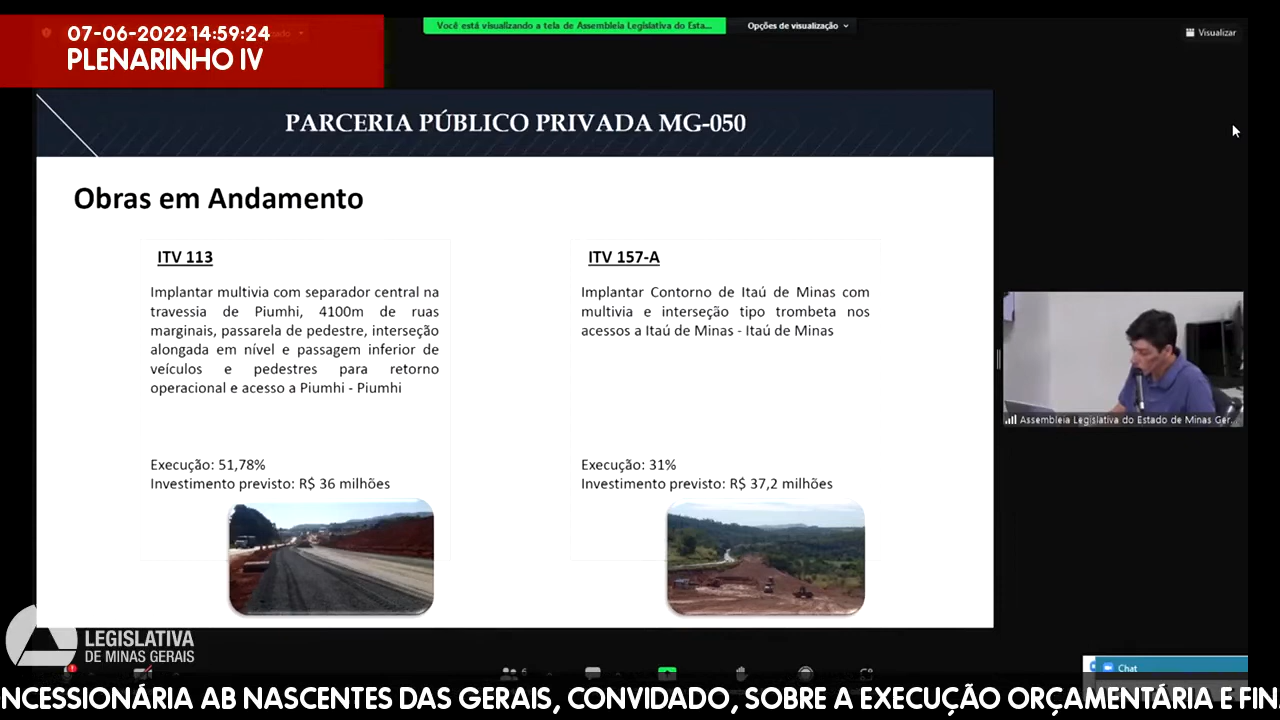 07-06-2022 14:59:24
PLENARINHO IV
Você está visualizando a tela de Assembleia Legislativa do Esta...
Opções de visualização
Visualizar
PARCERIA PÚBLICO PRIVADA MG-050
Obras em Andamento
ITV 113
Implantar multivia com separador central na
travessia de Piumhi, 4100m de ruas
marginais, passarela de pedestre, interseção
alongada em nível e passagem inferior de
veículos e pedestres para retorno
operacional e acesso a Piumhi - Piumhi
Execução: 51,78%
Investimento previsto: R$ 36 milhões
ITV 157-A
Implantar Contorno de Itaú de Minas com
multivia e interseção tipo trombeta nos
acessos a Itaú de Minas - Itaú de Minas
Execução: 31%
Investimento previsto: R$ 37,2 milhões
Assembleia Legislativa do Estado de Minas Ger...
LEGISLATIVA
DE MINAS GERAIS
Chat
NCESSIONÁRIA AB NASCENTES DAS GERAIS, CONVIDADO, SOBRE A EXECUÇÃO ORÇAMENTÁRIA E FIN